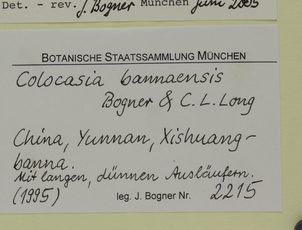 Det. - rev. J. Bogner München Juni 2005
BOTANISCHE STAATSSAMMLUNG MÜNCHEN
Colocasia bannaensis
Bogner & C. L. Long
China, Yunnan, Xishuang-
banna.
Mit langen, dünnen Ausläufern.
(1995) leg. J. Bogner Nr. 2215